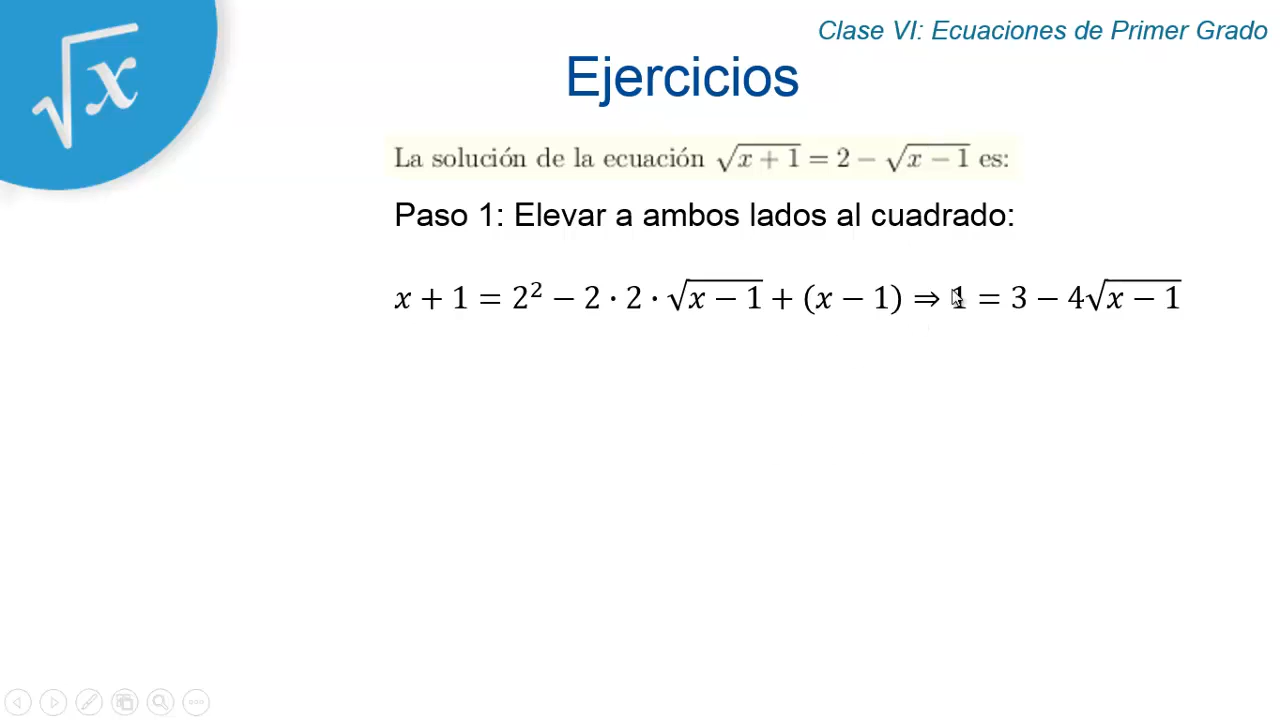 √x
Clase VI: Ecuaciones de Primer Grado
Ejercicios
La solución de la ecuación √(x + 1) = 2 − √(x − 1) es:
Paso 1: Elevar a ambos lados al cuadrado:
x + 1 = 2² − 2 · 2 · √(x − 1) + (x − 1) ⇒ 1 = 3 − 4√(x − 1)